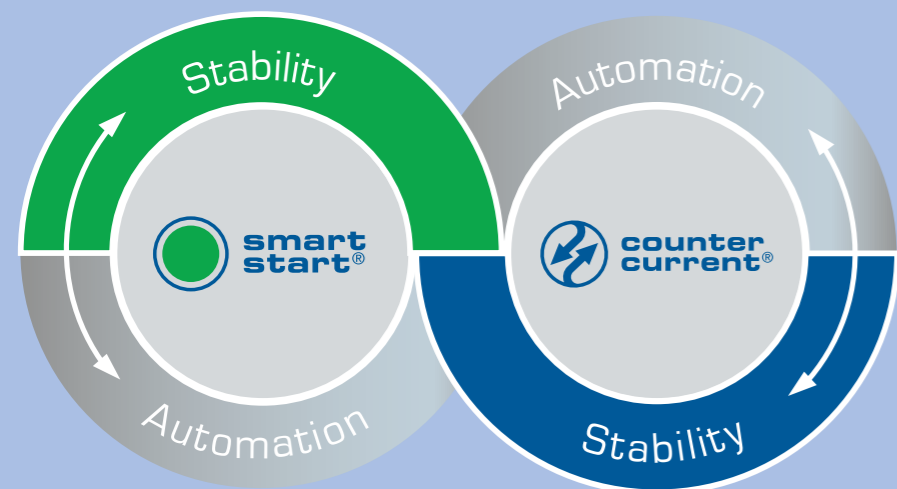 Stability
Automation
smart
start®
counter
current®
Automation
Stability